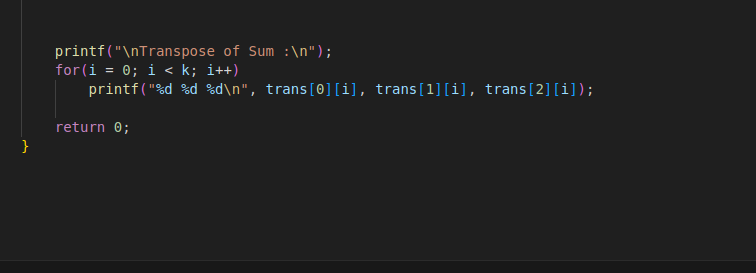 printf("\nTranspose of Sum :\n");
for(i = 0; i < k; i++)
printf("%d %d %d\n", trans[0][i], trans[1][i], trans[2][i]);
return 0;
}